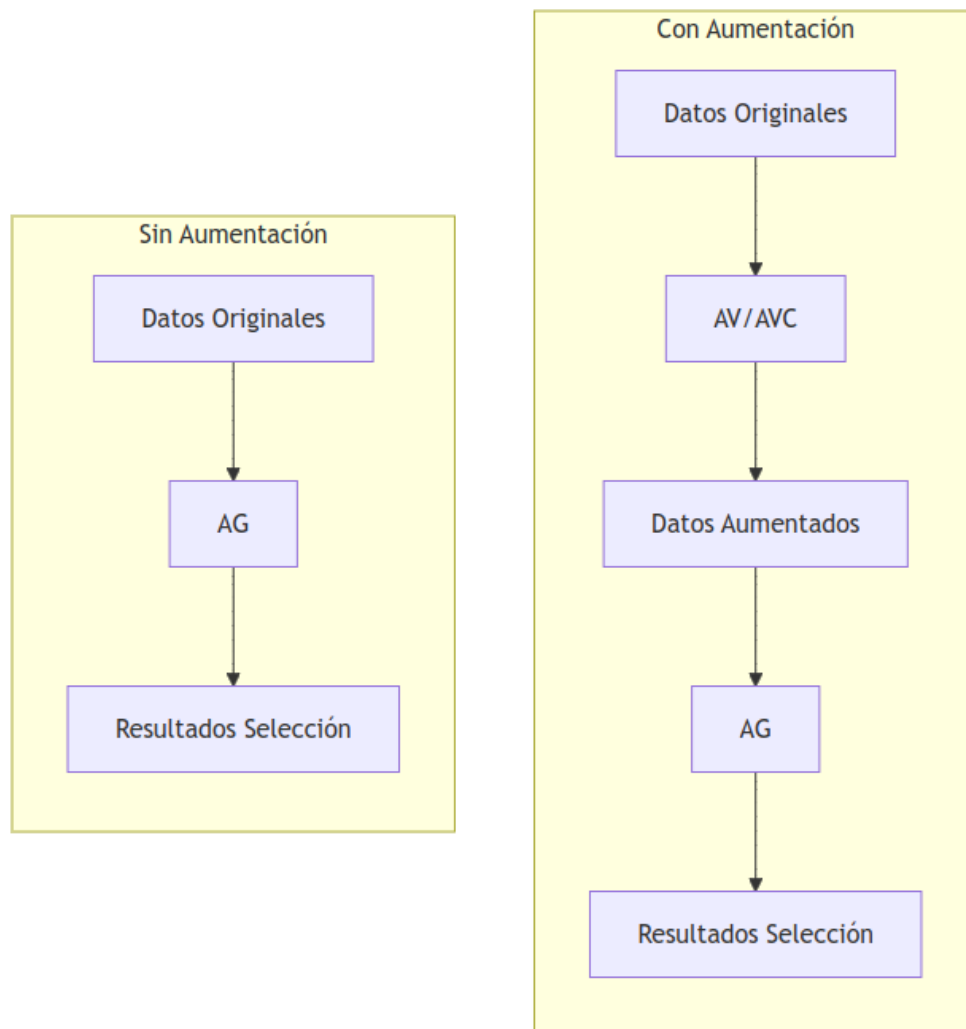 Sin Aumentación
Datos Originales
AG
Resultados Selección
Con Aumentación
Datos Originales
AV/AVC
Datos Aumentados
AG
Resultados Selección